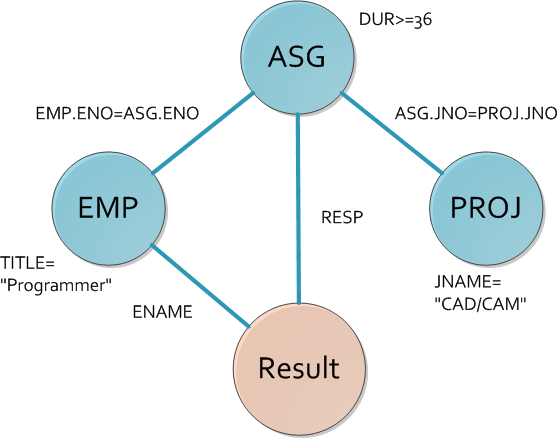 DUR>=36
ASG
EMP.ENO=ASG.ENO
ASG.JNO=PROJ.JNO
EMP
RESP
PROJ
TITLE=
"Programmer"
JNAME=
"CAD/CAM"
ENAME
Result